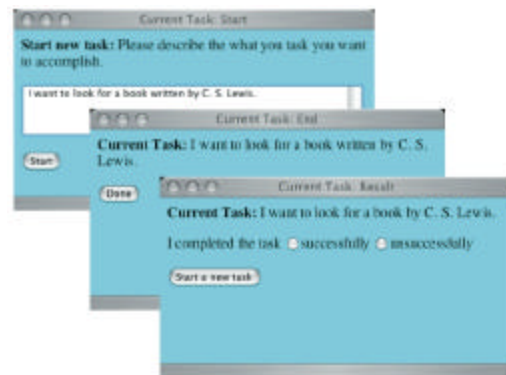 Current Task: Start
Start new task: Please describe the what you task you want
to accomplish.
I want to look for a book written by C. S. Lewis.
Start
Current Task: End
Current Task: I want to look for a book written by C. S.
Lewis.
Done
Current Task: Result
Current Task: I want to look for a book by C. S. Lewis.
I completed the task successfully unsuccessfully
Start a new task